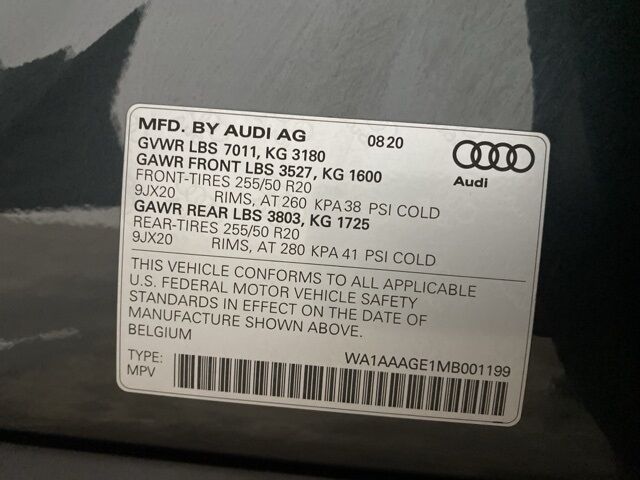 MFD. BY AUDI AG 0820
GVWR LBS 7011, KG 3180
GAWR FRONT LBS 3527, KG 1600
FRONT-TIRES 255/50 R20
9JX20 RIMS, AT 260 KPA 38 PSI COLD
GAWR REAR LBS 3803, KG 1725
REAR-TIRES 255/50 R20
9JX20 RIMS, AT 280 KPA 41 PSI COLD
Audi
THIS VEHICLE CONFORMS TO ALL APPLICABLE
U.S. FEDERAL MOTOR VEHICLE SAFETY
STANDARDS IN EFFECT ON THE DATE OF
MANUFACTURE SHOWN ABOVE.
BELGIUM
WA1AAAGE1MB001199
TYPE:
MPV